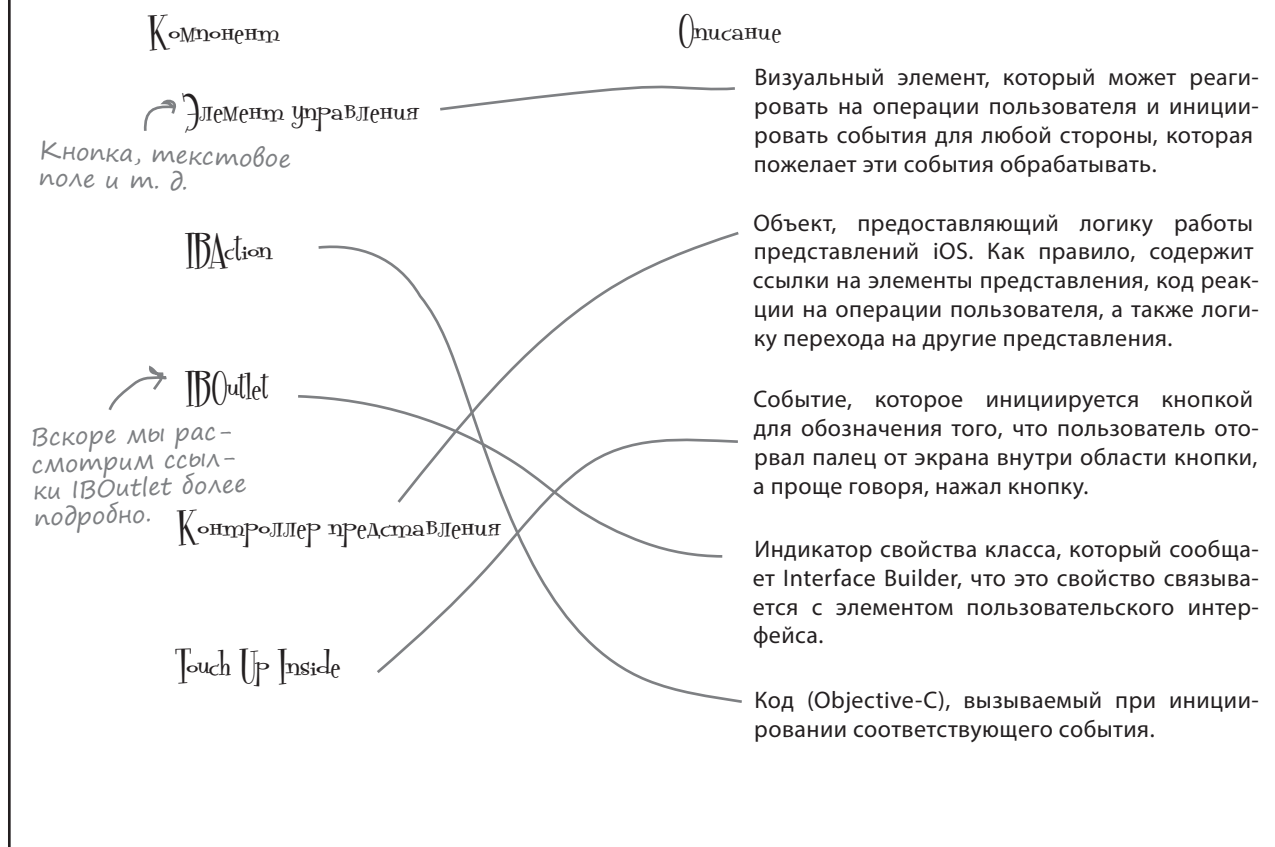 Компонент
Описание
Элемент управления
Кнопка, текстовое
поле и т. д.
Визуальный элемент, который может реаги-
ровать на операции пользователя и иници-
ровать события для любой стороны, которая
пожелает эти события обрабатывать.
IBAction
Объект, предоставляющий логику работы
представлений iOS. Как правило, содержит
ссылки на элементы представления, код реак-
ции на операции пользователя, а также логи-
ку перехода на другие представления.
IBOutlet
Вскоре мы рас-
смотрим ссыл-
ки IBOutlet более
подробно.
Событие, которое инициируется кнопкой
для обозначения того, что пользователь ото-
рвал палец от экрана внутри области кнопки,
а проще говоря, нажал кнопку.
Контроллер представления
Индикатор свойства класса, который сообща-
ет Interface Builder, что это свойство связыва-
ется с элементом пользовательского интер-
фейса.
Touch Up Inside
Код (Objective-C), вызываемый при иниции-
ровании соответствующего события.